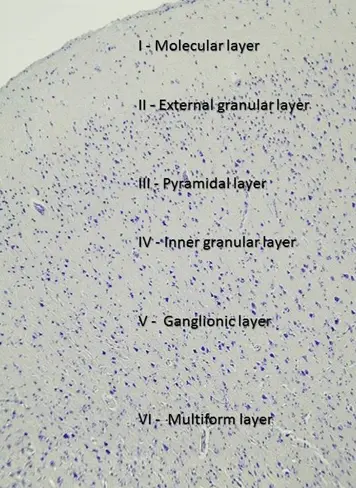 I - Molecular layer
II - External granular layer
III - Pyramidal layer
IV - Inner granular layer
V - Ganglionic layer
VI - Multiform layer